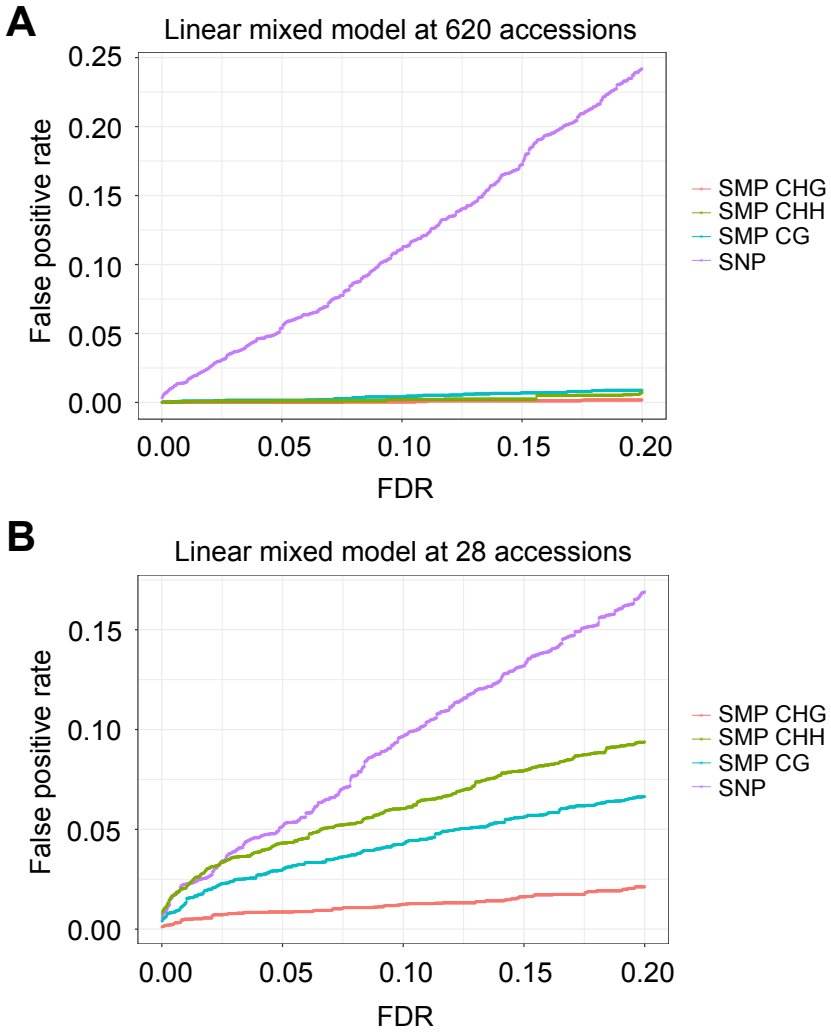 A
Linear mixed model at 620 accessions
0.25
0.20
0.15
0.10
0.05
0.00
False positive rate
0.00 0.05 0.10 0.15 0.20
FDR
SMP CHG
SMP CHH
SMP CG
SNP
B
Linear mixed model at 28 accessions
0.15
0.10
0.05
0.00
False positive rate
0.00 0.05 0.10 0.15 0.20
FDR
SMP CHG
SMP CHH
SMP CG
SNP